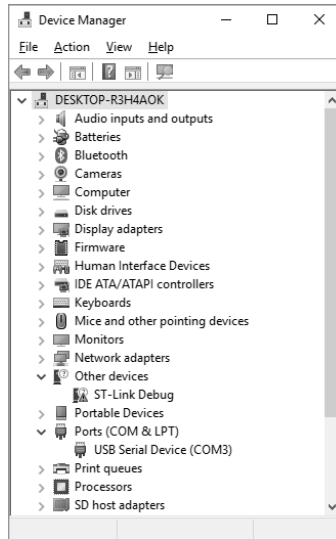 Device Manager
File Action View Help
DESKTOP-R3H4AOK
Audio inputs and outputs
Batteries
Bluetooth
Cameras
Computer
Disk drives
Display adapters
Firmware
Human Interface Devices
IDE ATA/ATAPI controllers
Keyboards
Mice and other pointing devices
Monitors
Network adapters
Other devices
ST-Link Debug
Portable Devices
Ports (COM & LPT)
USB Serial Device (COM3)
Print queues
Processors
SD host adapters